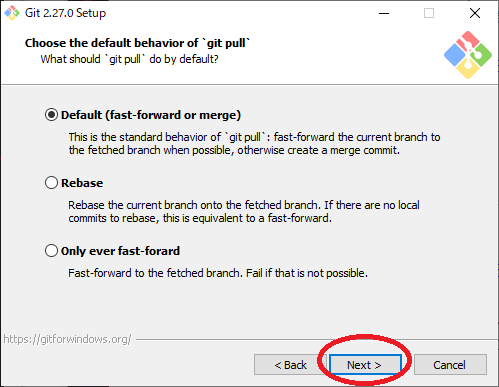 Git 2.27.0 Setup
Choose the default behavior of `git pull`
What should `git pull` do by default?
Default (fast-forward or merge)
This is the standard behavior of `git pull`: fast-forward the current branch to
the fetched branch when possible, otherwise create a merge commit.
Rebase
Rebase the current branch onto the fetched branch. If there are no local
commits to rebase, this is equivalent to a fast-forward.
Only ever fast-forard
Fast-forward to the fetched branch. Fail if that is not possible.
https://gitforwindows.org/
< Back Next > Cancel